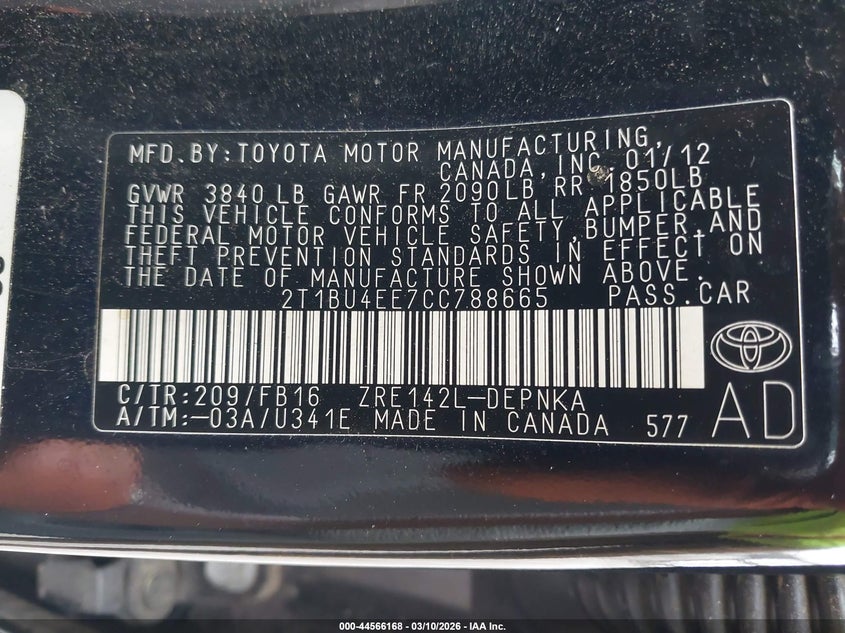 MFD.BY:TOYOTA MOTOR MANUFACTURING,
CANADA,INC. 01/12
GVWR 3840 LB GAWR FR 2090LB RR 1850LB
THIS VEHICLE CONFORMS TO ALL APPLICABLE
FEDERAL MOTOR VEHICLE SAFETY,BUMPER,AND
THEFT PREVENTION STANDARDS IN EFFECT ON
THE DATE OF MANUFACTURE SHOWN ABOVE.
2T1BU4EE7CC788665 PASS.CAR
C/TR:209/FB16 ZRE142L-DEPNKA
A/TM:-03A/U341E MADE IN CANADA 577 AD
000-44566168 - 03/10/2026 - IAA Inc.